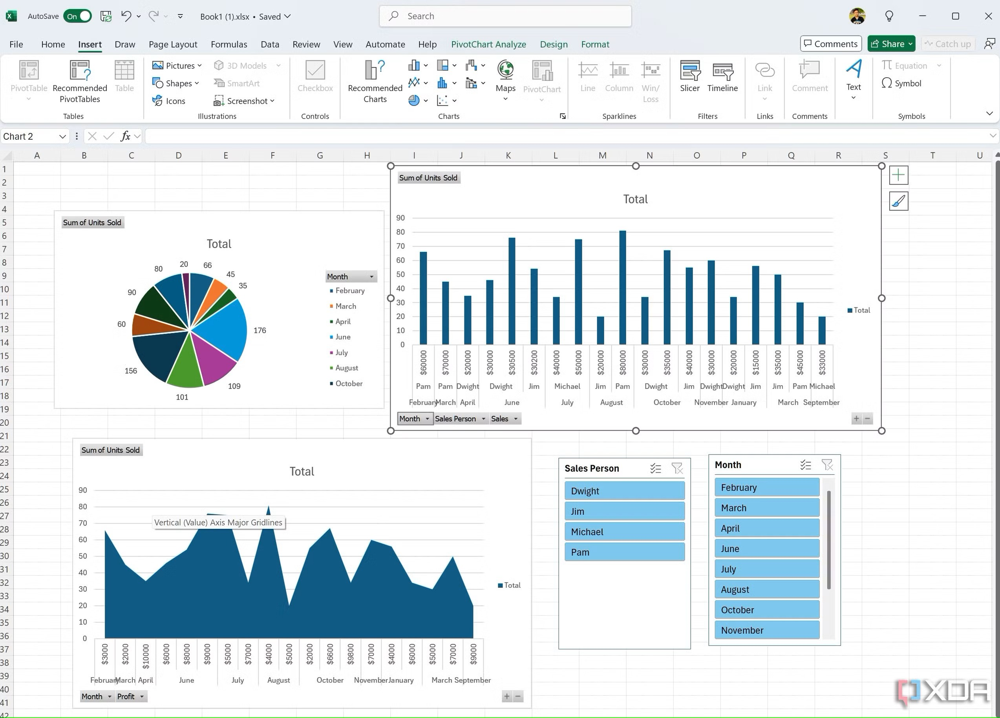 AutoSave On Book1 (1).xlsx • Saved Search
File Home Insert Draw Page Layout Formulas Data Review View Automate Help PivotChart Analyze Design Format Comments Share Catch up
PivotTable Recommended PivotTables Table
Tables
Pictures Shapes Icons 3D Models SmartArt Screenshot
Illustrations
Checkbox
Controls
Recommended Charts Maps PivotChart
Charts
Line Column Win/Loss
Sparklines
Slicer Timeline
Filters
Link
Links
Comment
Comments
Text
Equation
Symbol
Symbols
Chart 2 fx
A B C D E F G H I J K L M N O P Q R S T U
1
2
3
4
5
6
7
8
9
10
11
12
13
14
15
16
17
18
19
20
21
22
23
24
25
26
27
28
29
30
31
32
33
34
35
36
37
38
39
40
41
42
Sum of Units Sold
Total
20 66 45 35 176 109 101 156 60 90 80
Month
February
March
April
June
July
August
October
Sum of Units Sold
Total
90
80
70
60
50
40
30
20
10
0
$60000 $70000 $20000 $30000 $30500 $30200 $40000 $50000 $20000 $80000 $30000 $35000 $40000 $30000 $20000 $15000 $35000 $45000 $33000
Pam Pam Dwight Dwight Jim Michael Jim Pam Dwight Jim Dwight Dwight Jim Jim Pam Michael
February March April June July August October November January March September
Total
Month Sales Person Sales + −
Sum of Units Sold
Total
90
80
70
60
50
40
30
20
10
0
Vertical (Value) Axis Major Gridlines
$3000 $2000 $10000 $6000 $8000 $9000 $5000 $7000 $4000 $5000 $2000 $6600 $9800 $7000 $4000 $6000 $5000 $7000 $9000
February March April June July August October November January March September
Total
Month Profit + −
Sales Person
Dwight
Jim
Michael
Pam
Month
February
March
April
June
July
August
October
November
XDA